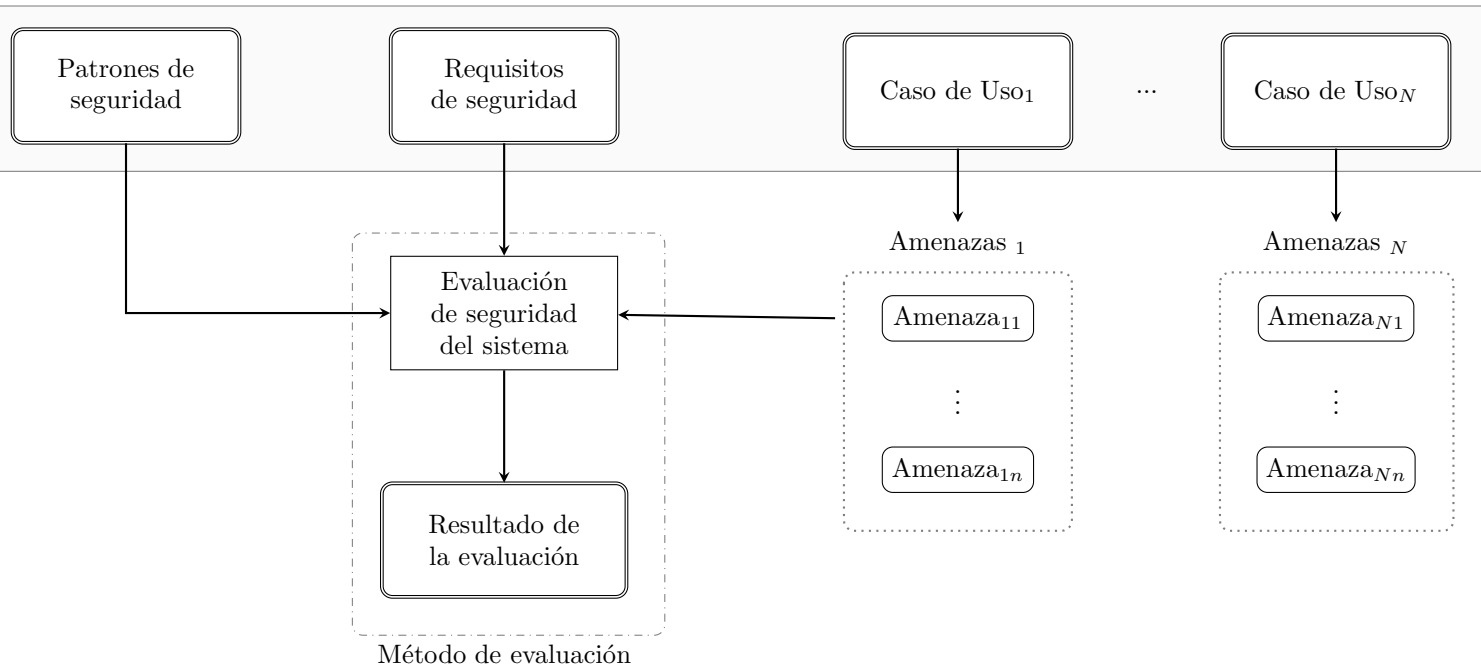 Patrones de
seguridad
Requisitos
de seguridad
Caso de Uso₁
...
Caso de Uso_N
Amenazas ₁
Amenazas _N
Evaluación
de seguridad
del sistema
Amenaza₁₁
⋮
Amenaza₁ₙ
Amenaza_N1
⋮
Amenaza_Nn
Resultado de
la evaluación
Método de evaluación